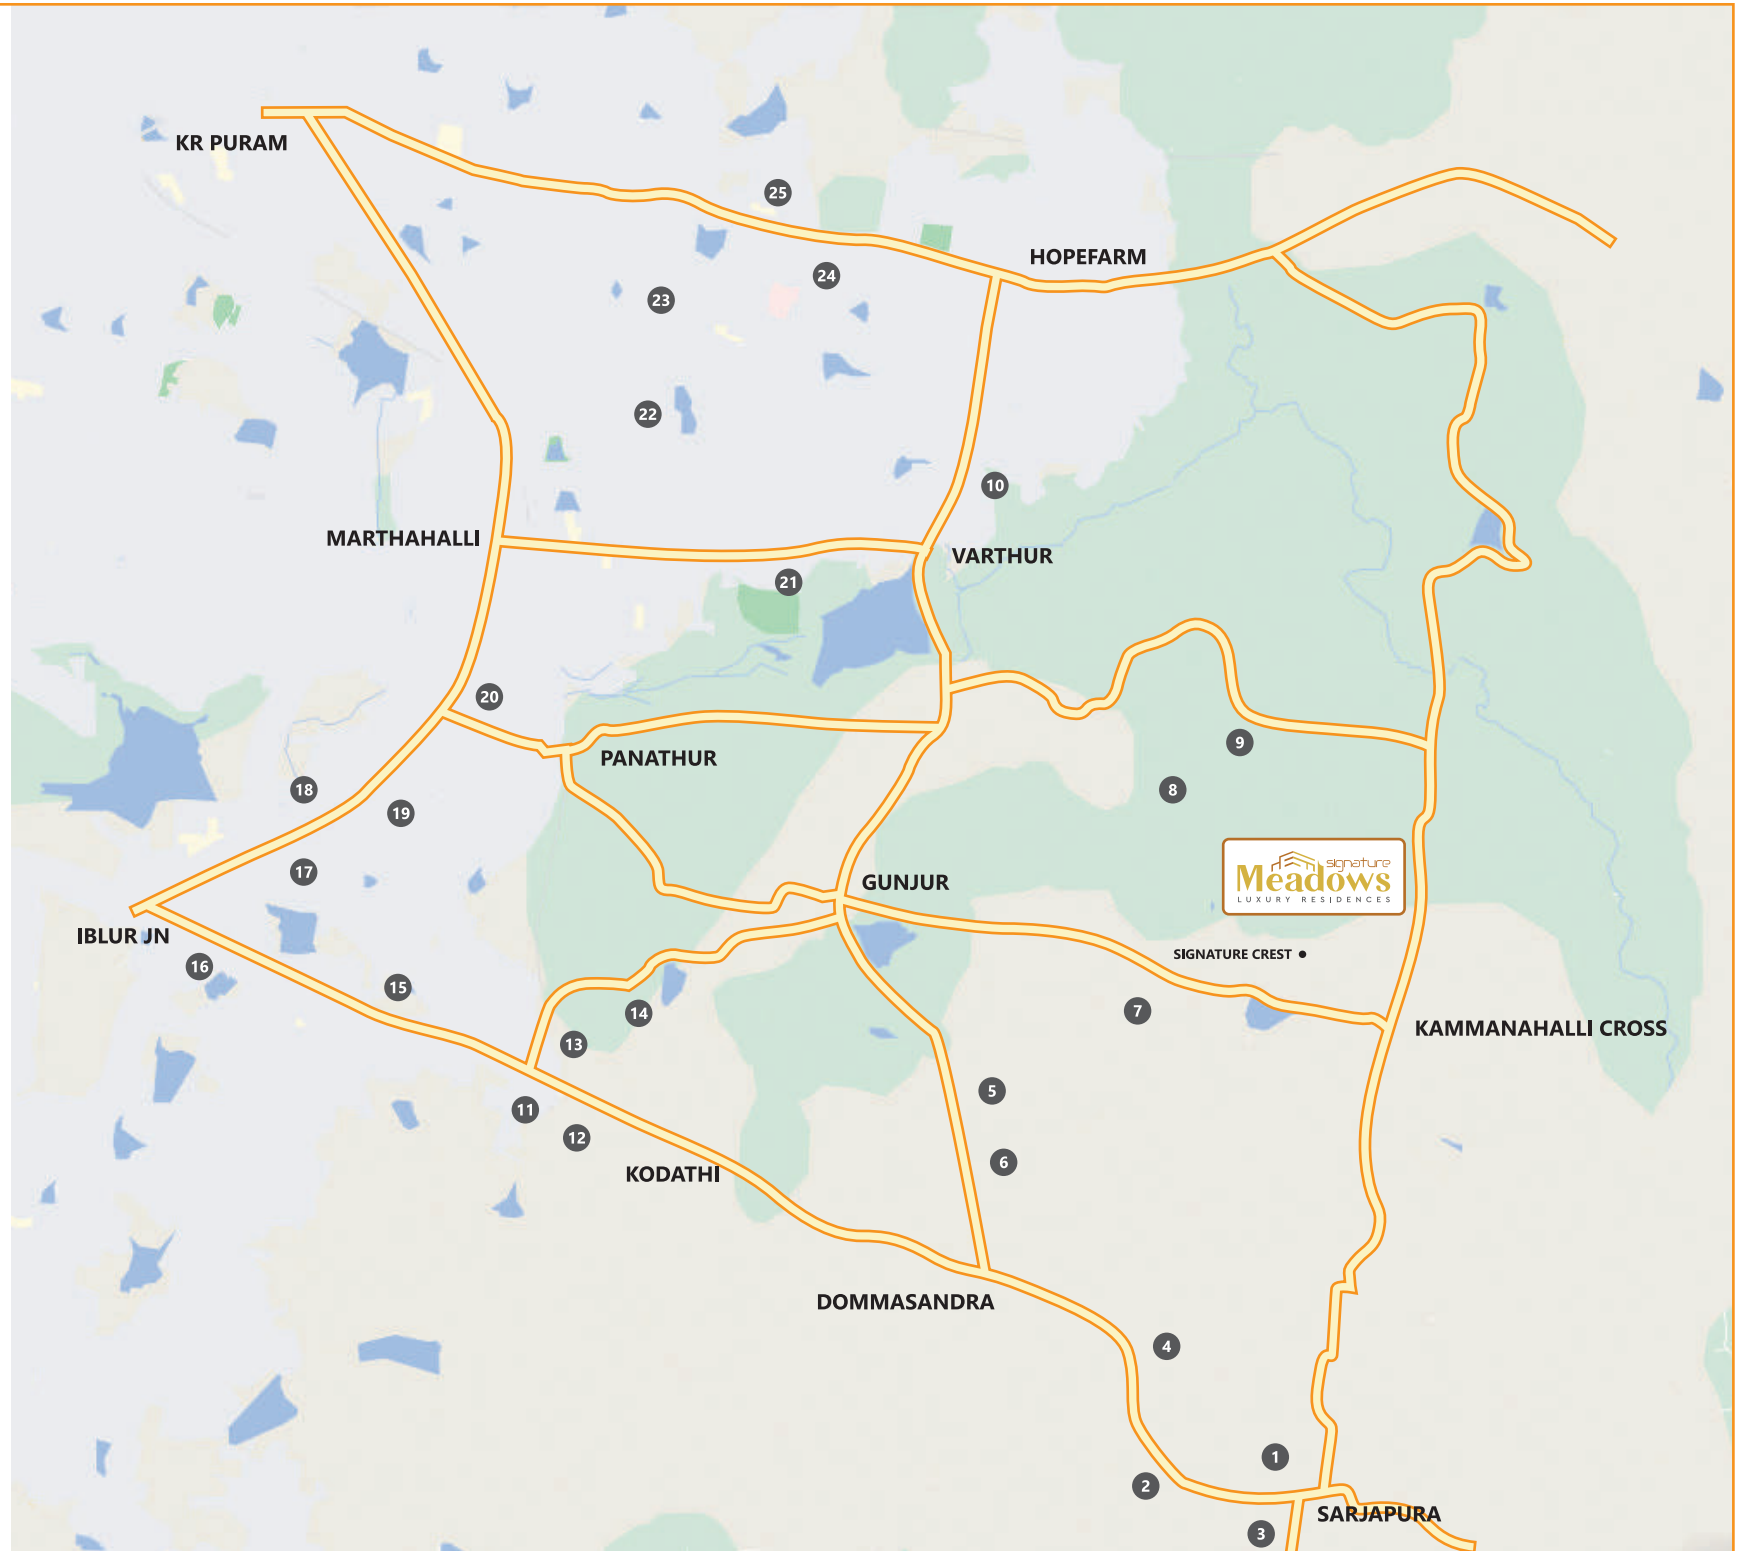 KR PURAM
25
HOPEFARM
24
23
22
10
MARTHAHALLI
VARTHUR
21
20
9
PANATHUR
18
8
19
signature
Meadows
LUXURY RESIDENCES
17
GUNJUR
IBLUR JN
SIGNATURE CREST
16
15
14
7
KAMMANAHALLI CROSS
13
5
11
12
6
KODATHI
DOMMASANDRA
4
1
2
SARJAPURA
3